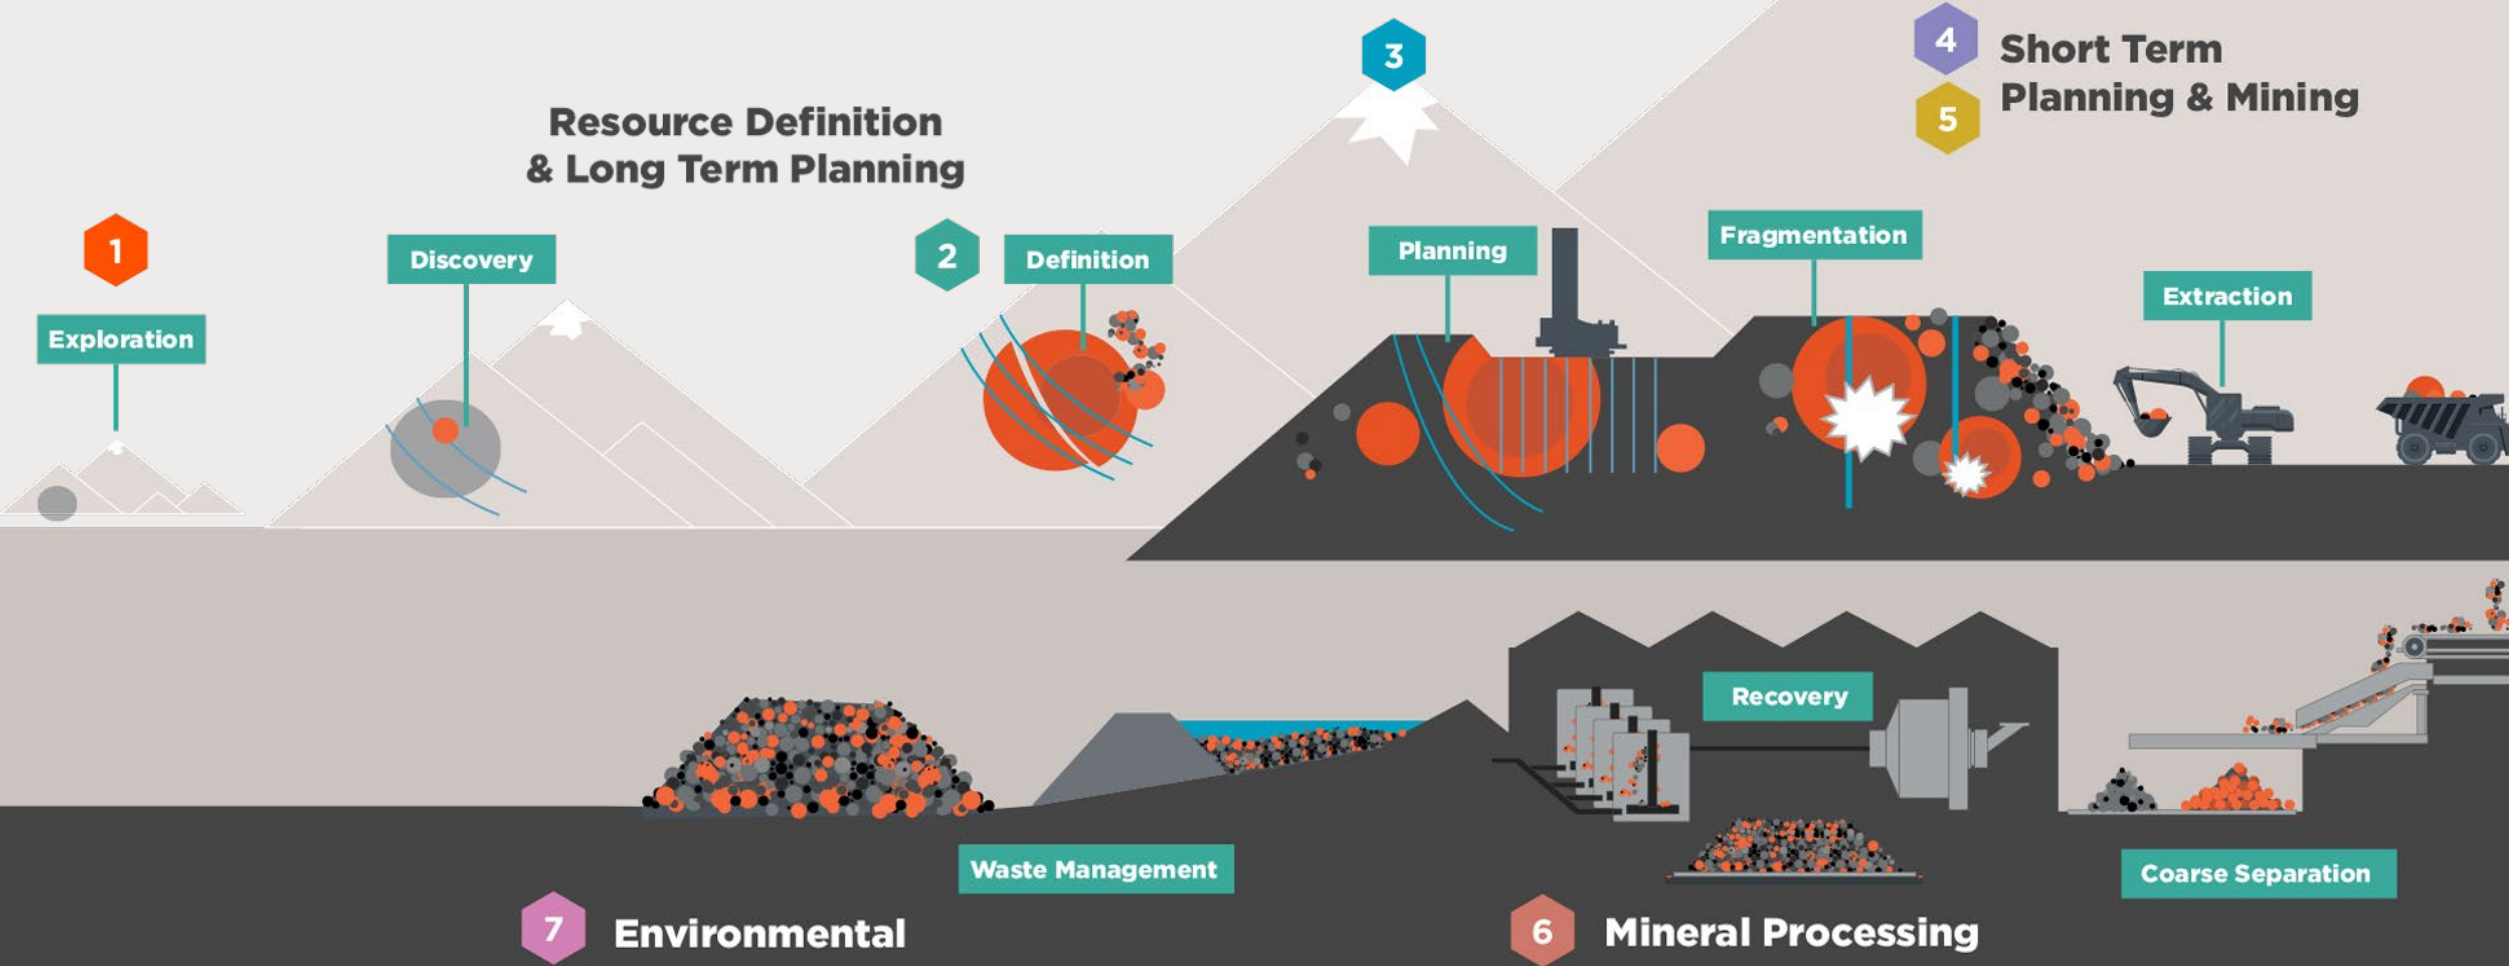 Resource Definition
& Long Term Planning
1
Exploration
Discovery
2
Definition
3
Planning
4
5
Short Term
Planning & Mining
Fragmentation
Extraction
Recovery
Coarse Separation
6
Mineral Processing
Waste Management
7
Environmental